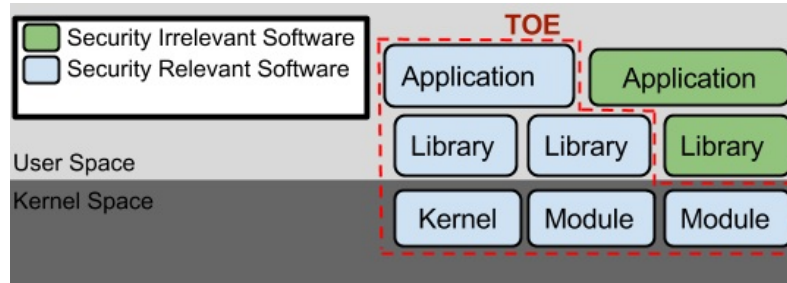 TOE
Security Irrelevant Software
Security Relevant Software
Application
Application
Library
Library
Library
User Space
Kernel Space
Kernel
Module
Module